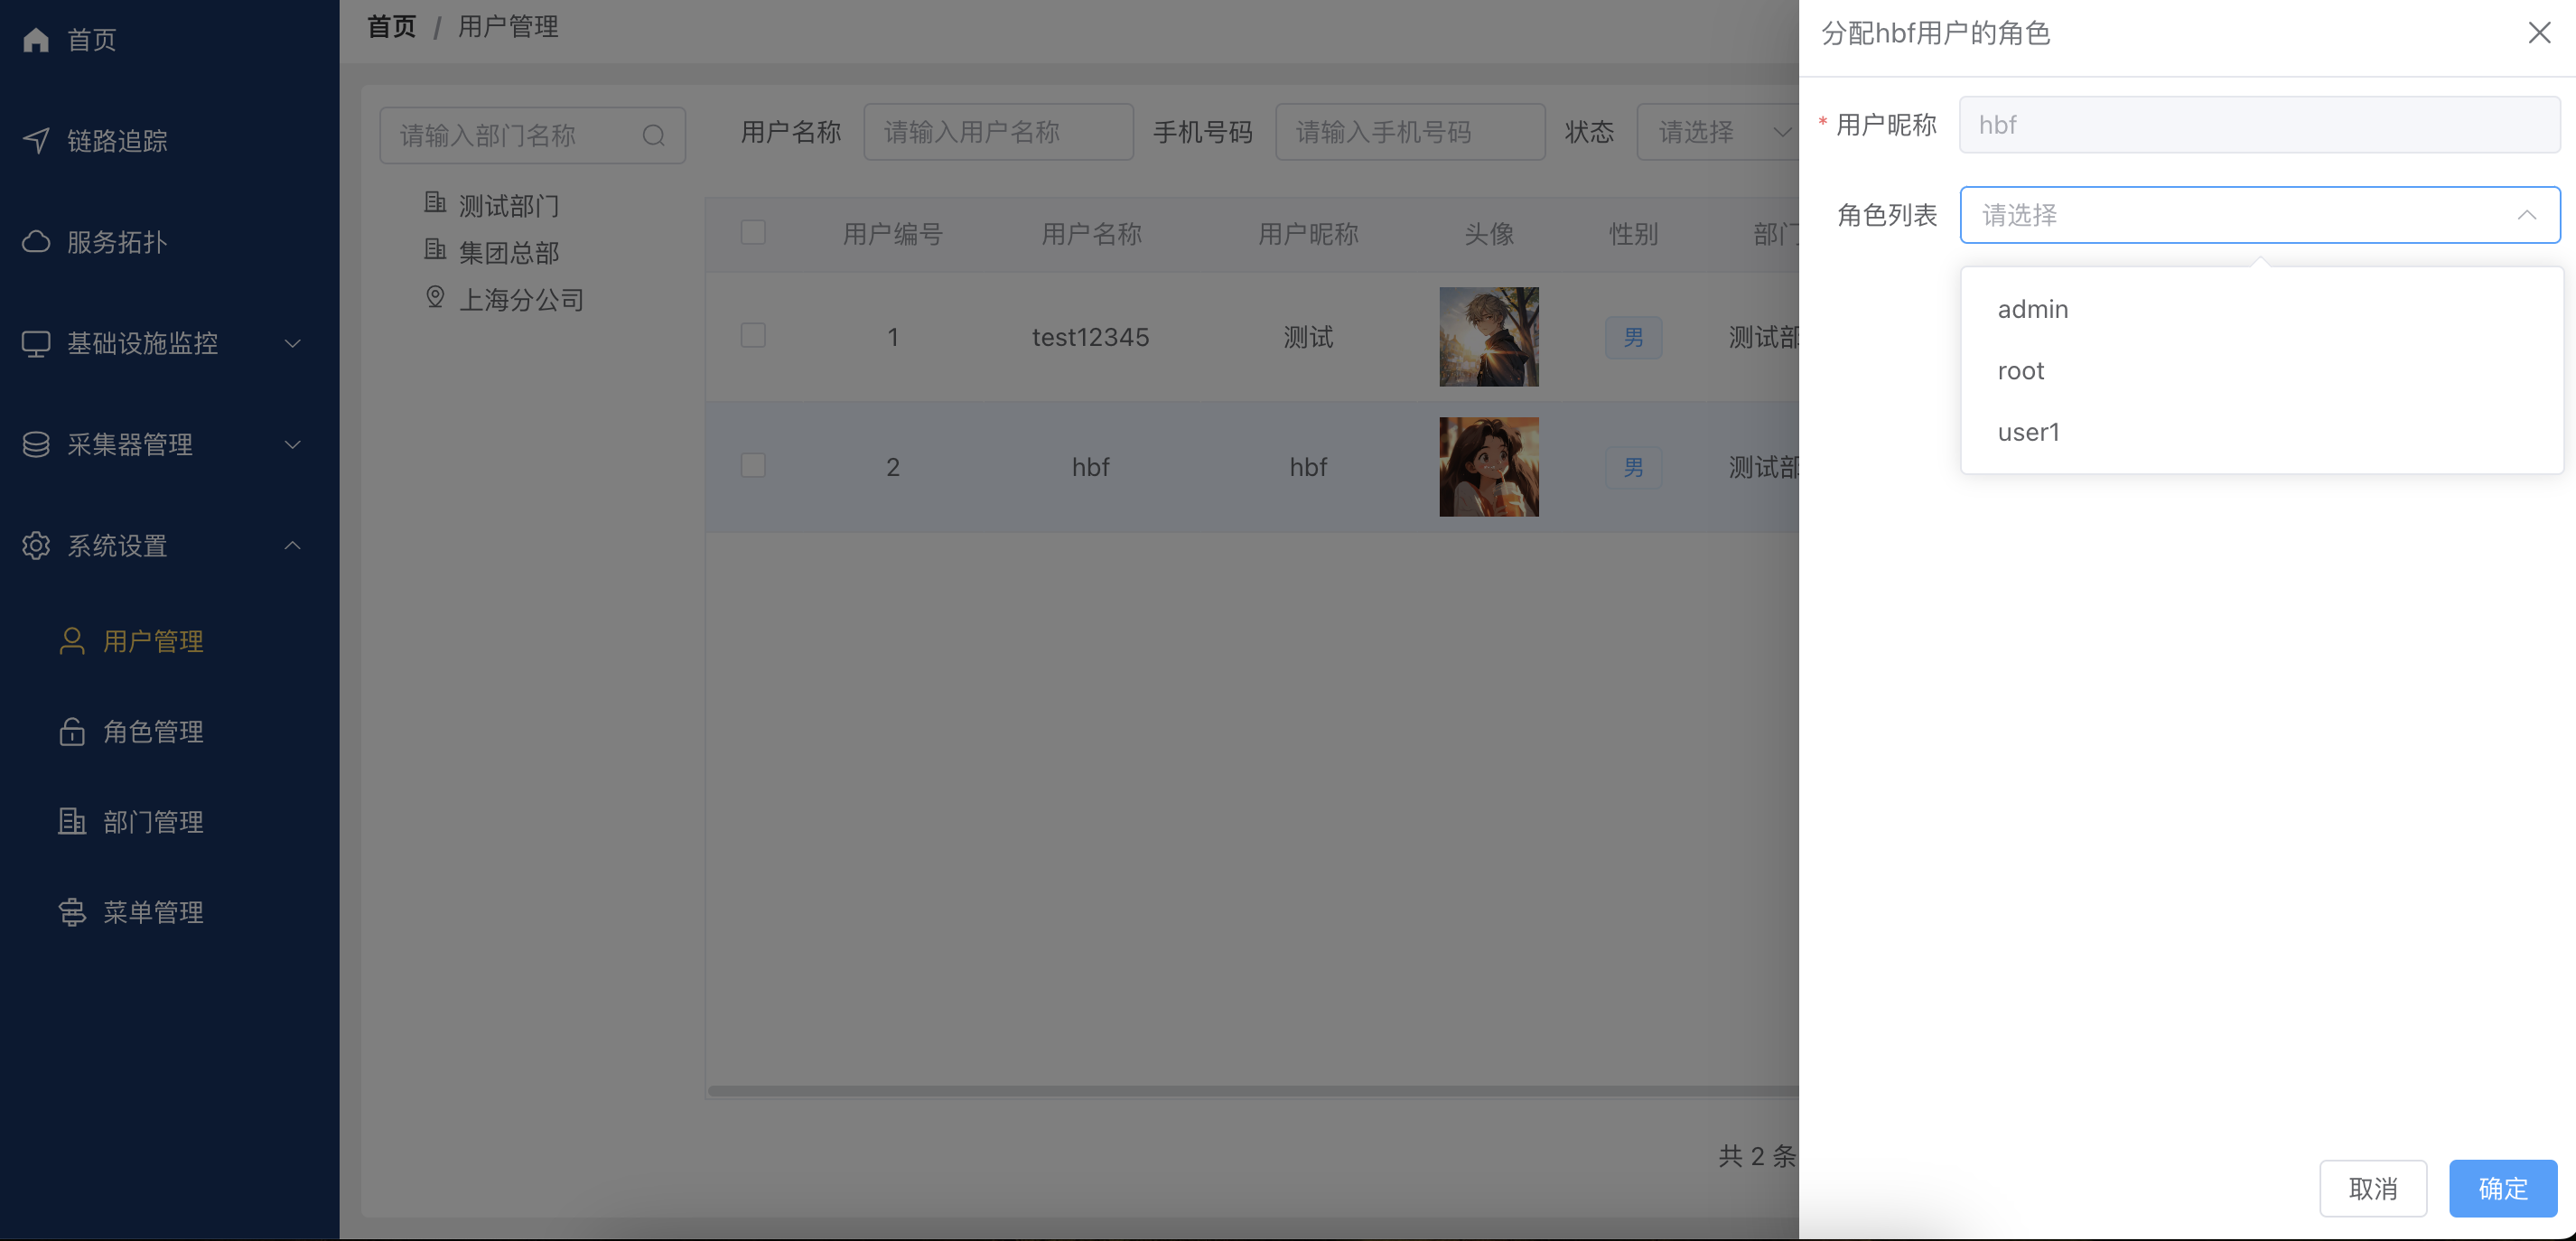 首页
链路追踪
服务拓扑
基础设施监控
采集器管理
系统设置
用户管理
角色管理
部门管理
菜单管理
首页 / 用户管理
请输入部门名称
测试部门
集团总部
上海分公司
用户名称 请输入用户名称 手机号码 请输入手机号码 状态 请选择
用户编号 用户名称 用户昵称 头像 性别 部门
1 test12345 测试 男 测试部
2 hbf hbf 男 测试部
共 2 条
分配hbf用户的角色
* 用户昵称 hbf
角色列表 请选择
admin
root
user1
取消 确定